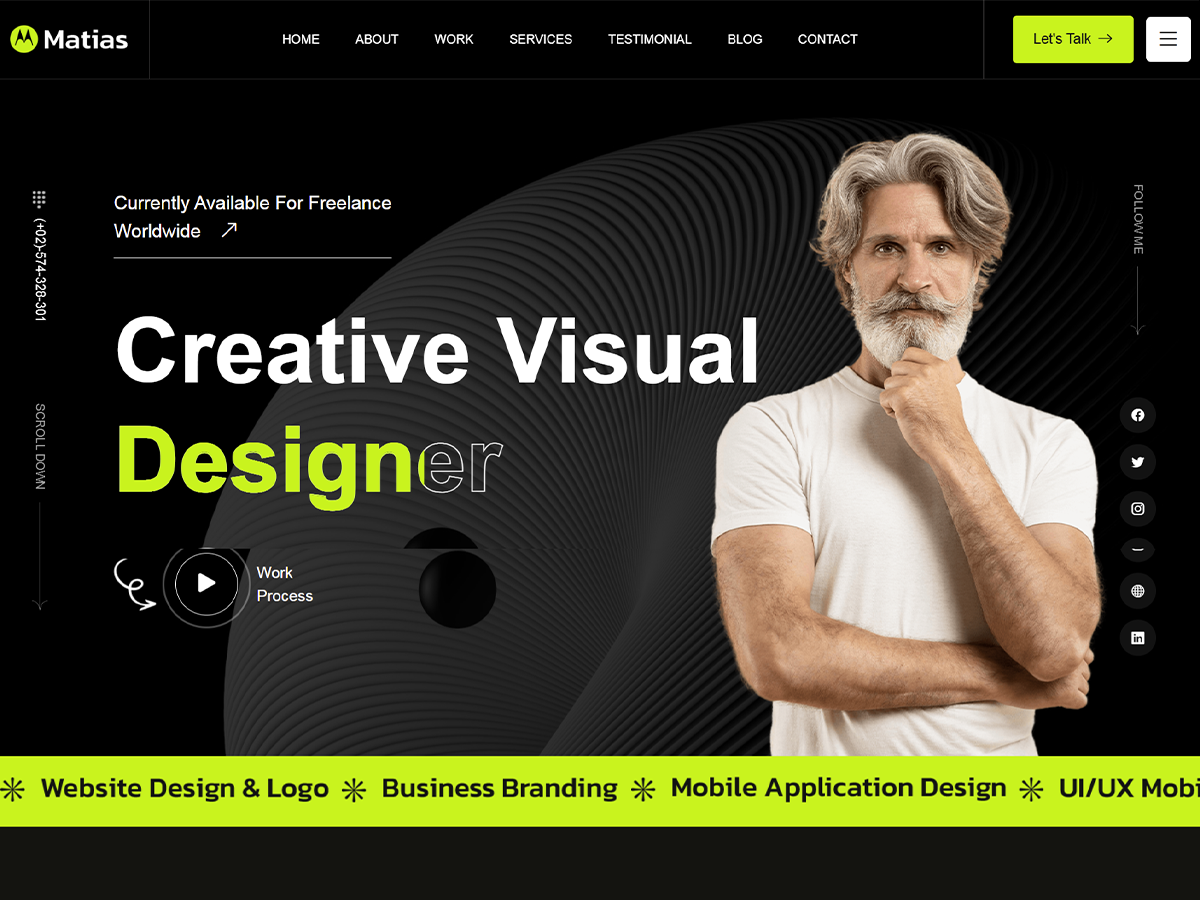 Matias
HOME ABOUT WORK SERVICES TESTIMONIAL BLOG CONTACT
Let's Talk
(+02)-574-328-301
SCROLL DOWN
Currently Available For Freelance
Worldwide
Creative Visual
Designer
Work
Process
FOLLOW ME
Website Design & Logo Business Branding Mobile Application Design UI/UX Mobi